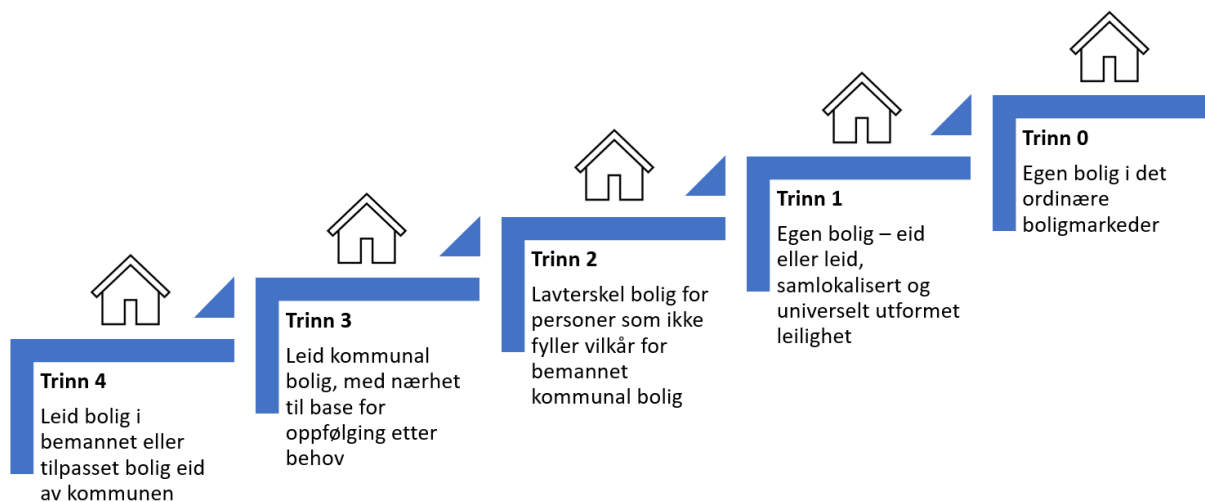 Trinn 4
Leid bolig i
bemannet eller
tilpasset bolig eid
av kommunen
Trinn 3
Leid kommunal
bolig, med nærhet
til base for
oppfølging etter
behov
Trinn 2
Lavterskel bolig for
personer som ikke
fyller vilkår for
bemannet
kommunal bolig
Trinn 1
Egen bolig – eid
eller leid,
samlokalisert og
universelt utformet
leilighet
Trinn 0
Egen bolig i det
ordinære
boligmarkeder